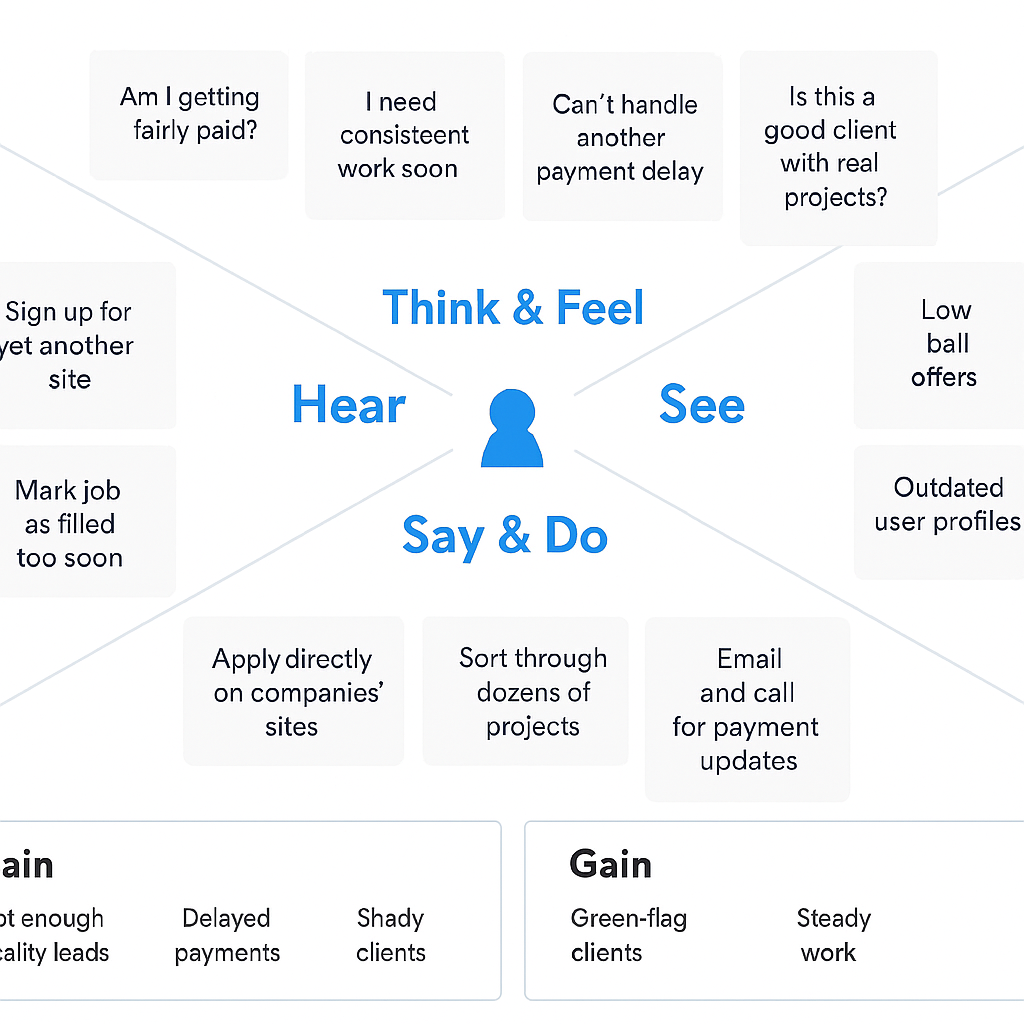 Am I getting
fairly paid?
I need
consisteent
work soon
Can't handle
another
payment delay
Is this a
good client
with real
projects?
Think & Feel
Hear
See
Say & Do
Sign up for
yet another
site
Mark job
as filled
too soon
Low
ball
offers
Outdated
user profiles
Apply directly
on companies’
sites
Sort through
dozens of
projects
Email
and call
for payment
updates
ain
enough
leads
Delayed
payments
Shady
clients
Gain
Green-flag
clients
Steady
work